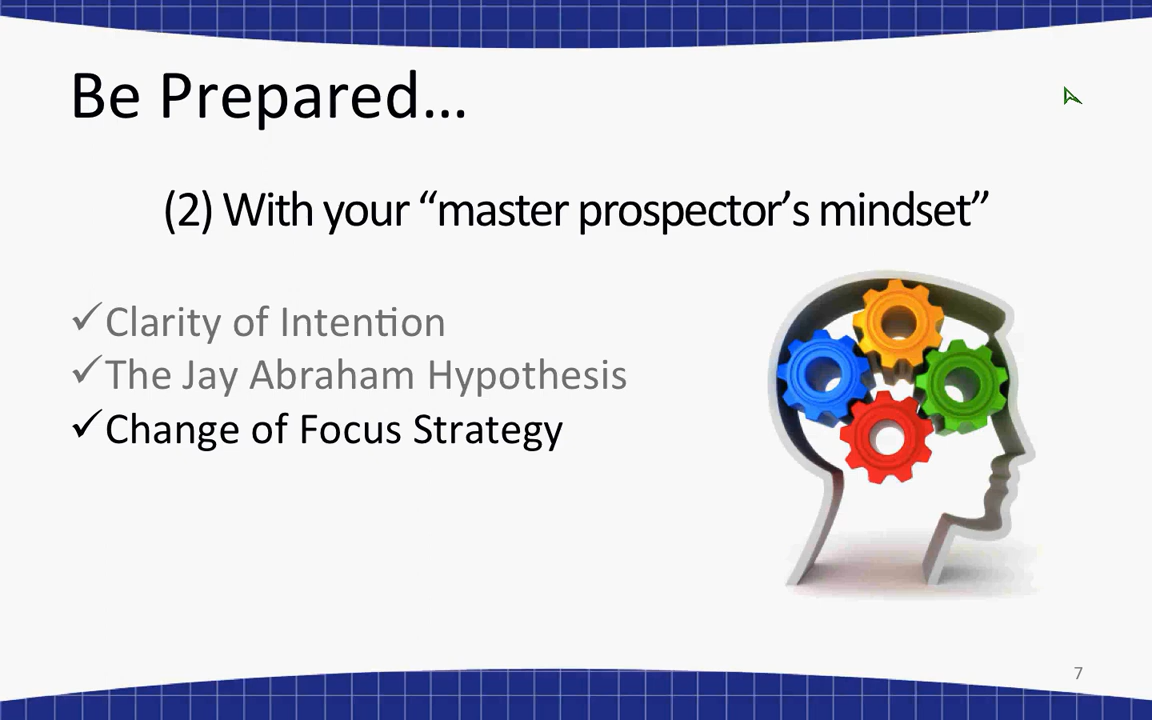 Be Prepared…
(2) With your “master prospector’s mindset”
✓Clarity of Intention
✓The Jay Abraham Hypothesis
✓Change of Focus Strategy
7